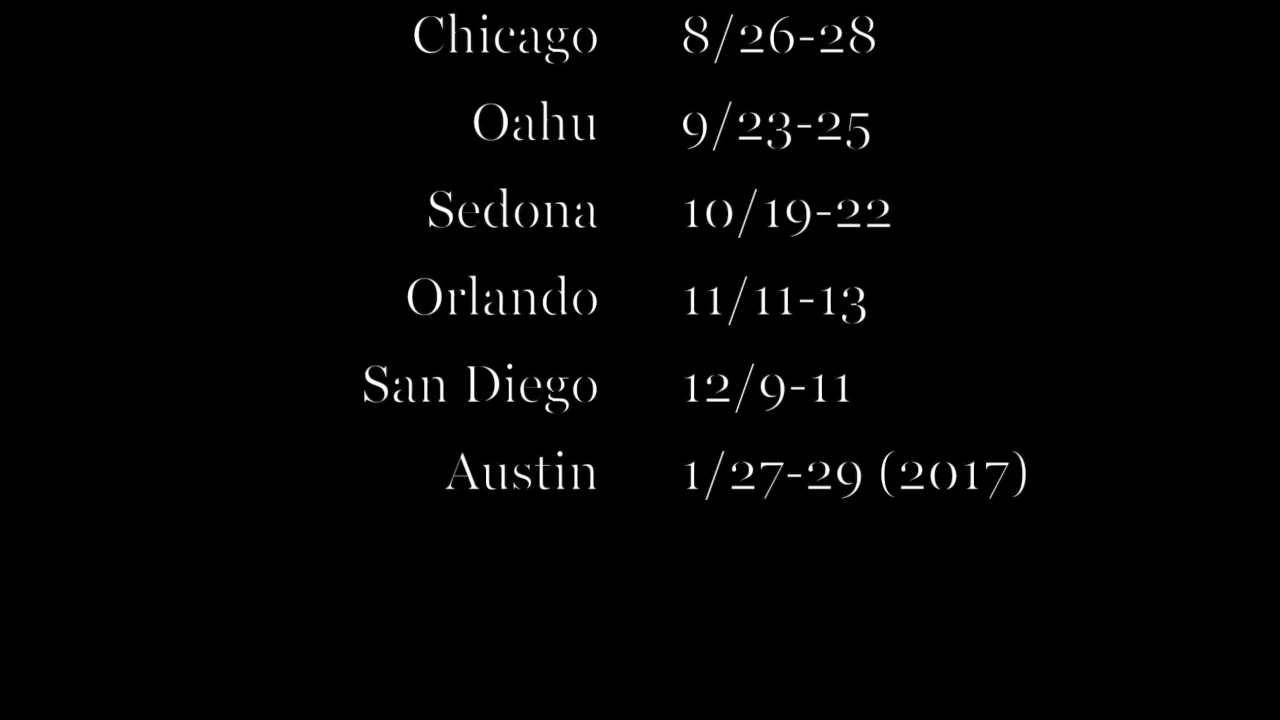 Chicago 8/26-28
Oahu 9/23-25
Sedona 10/19-22
Orlando 11/11-13
San Diego 12/9-11
Austin 1/27-29 (2017)